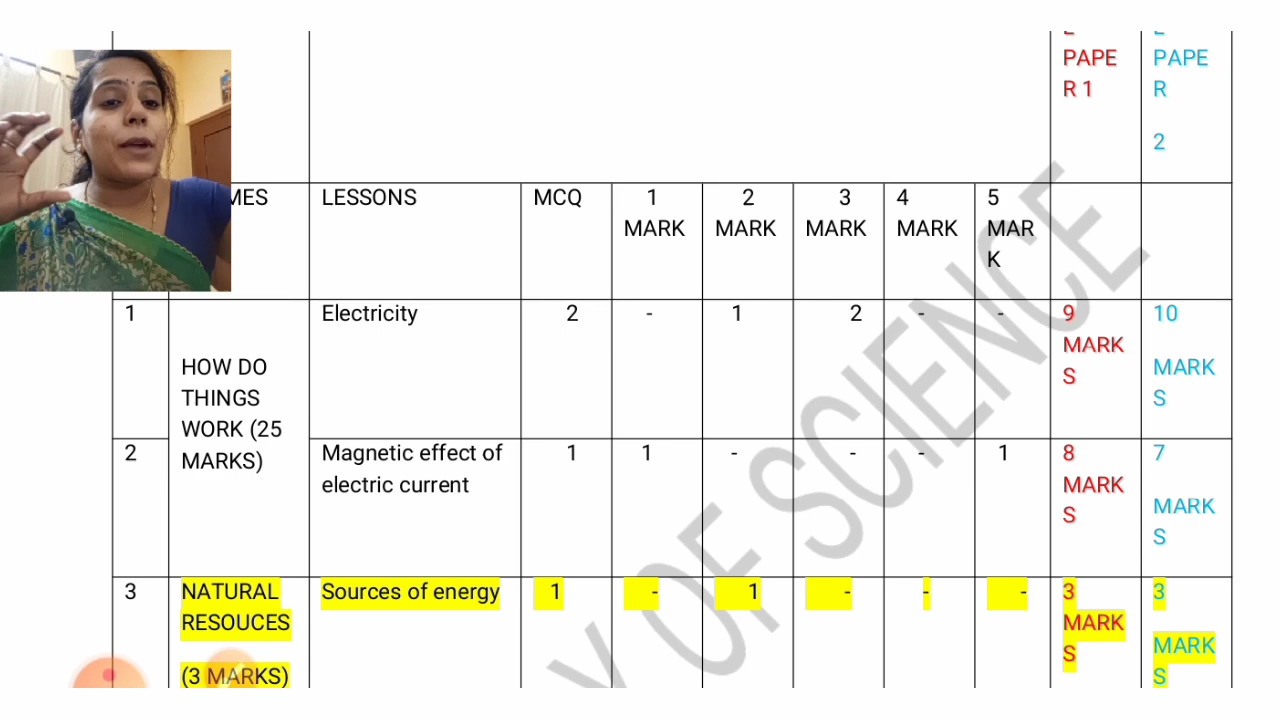 PAPE
R 1
PAPE
R
2
MES
LESSONS
MCQ
1
MARK
2
MARK
3
MARK
4
MARK
5
MAR
K
1
HOW DO
THINGS
WORK (25
MARKS)
Electricity
2
-
1
2
-
-
9
MARK
S
10
MARK
S
2
Magnetic effect of
electric current
1
1
-
-
-
1
8
MARK
S
7
MARK
S
3
NATURAL
RESOUCES
(3 MARKS)
Sources of energy
1
-
1
-
-
-
3
MARK
S
3
MARK
S
Y OF SCIENCE